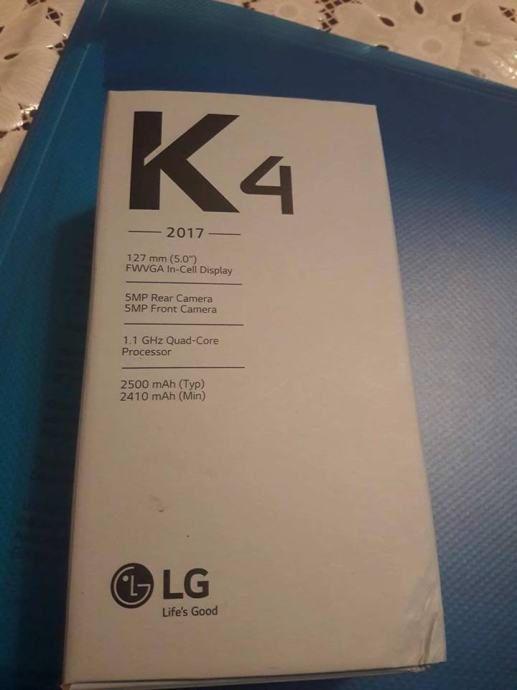 K4
2017
127 mm (5.0")
FWVGA In-Cell Display
5MP Rear Camera
5MP Front Camera
1.1 GHz Quad-Core
Processor
2500 mAh (Typ)
2410 mAh (Min)
LG
Life's Good